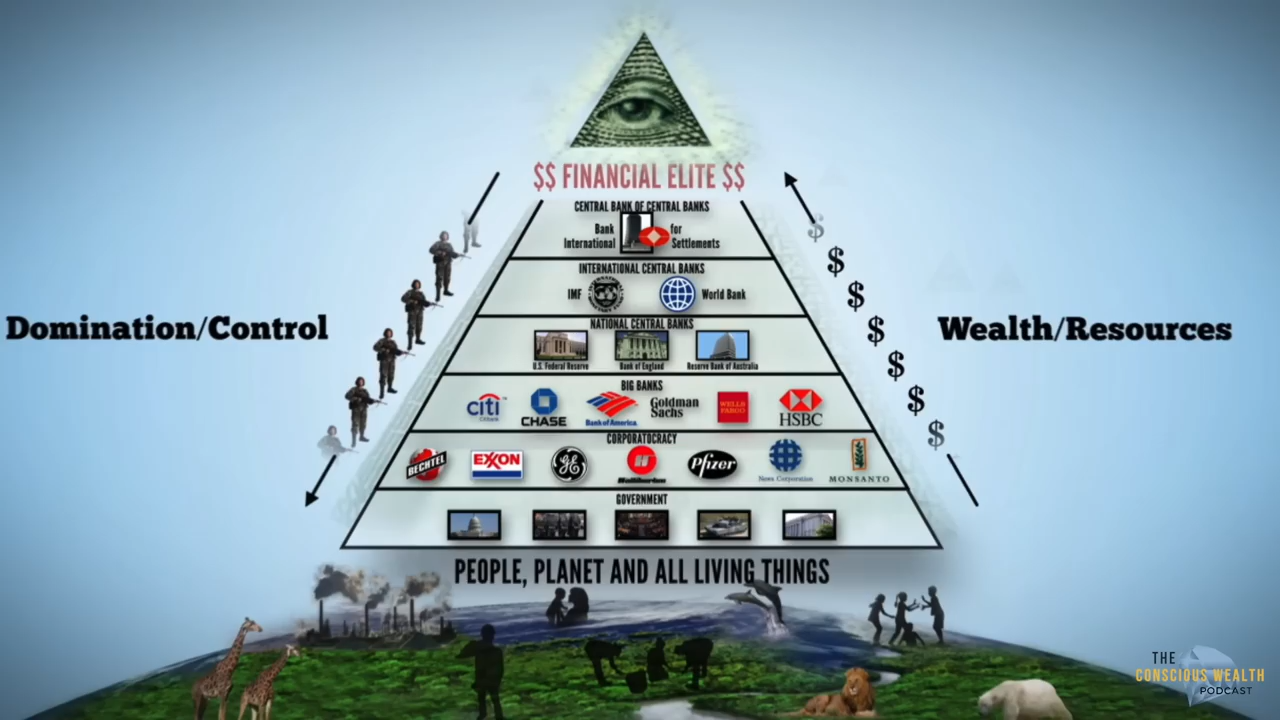 $$ FINANCIAL ELITE $$
CENTRAL BANK OF CENTRAL BANKS
Bank
International
for
Settlements
INTERNATIONAL CENTRAL BANKS
IMF
World Bank
NATIONAL CENTRAL BANKS
U.S. Federal Reserve
Bank of England
Reserve Bank of Australia
BIG BANKS
citi
Citibank
CHASE
Bank of America
Goldman
Sachs
WELLS
FARGO
HSBC
CORPORATOCRACY
BECHTEL
EXXON
GE
Halliburton
Pfizer
News Corporation
MONSANTO
GOVERNMENT
Domination/Control
Wealth/Resources
$
$
$
$
$
$
$
PEOPLE, PLANET AND ALL LIVING THINGS
THE
CONSCIOUS WEALTH
PODCAST